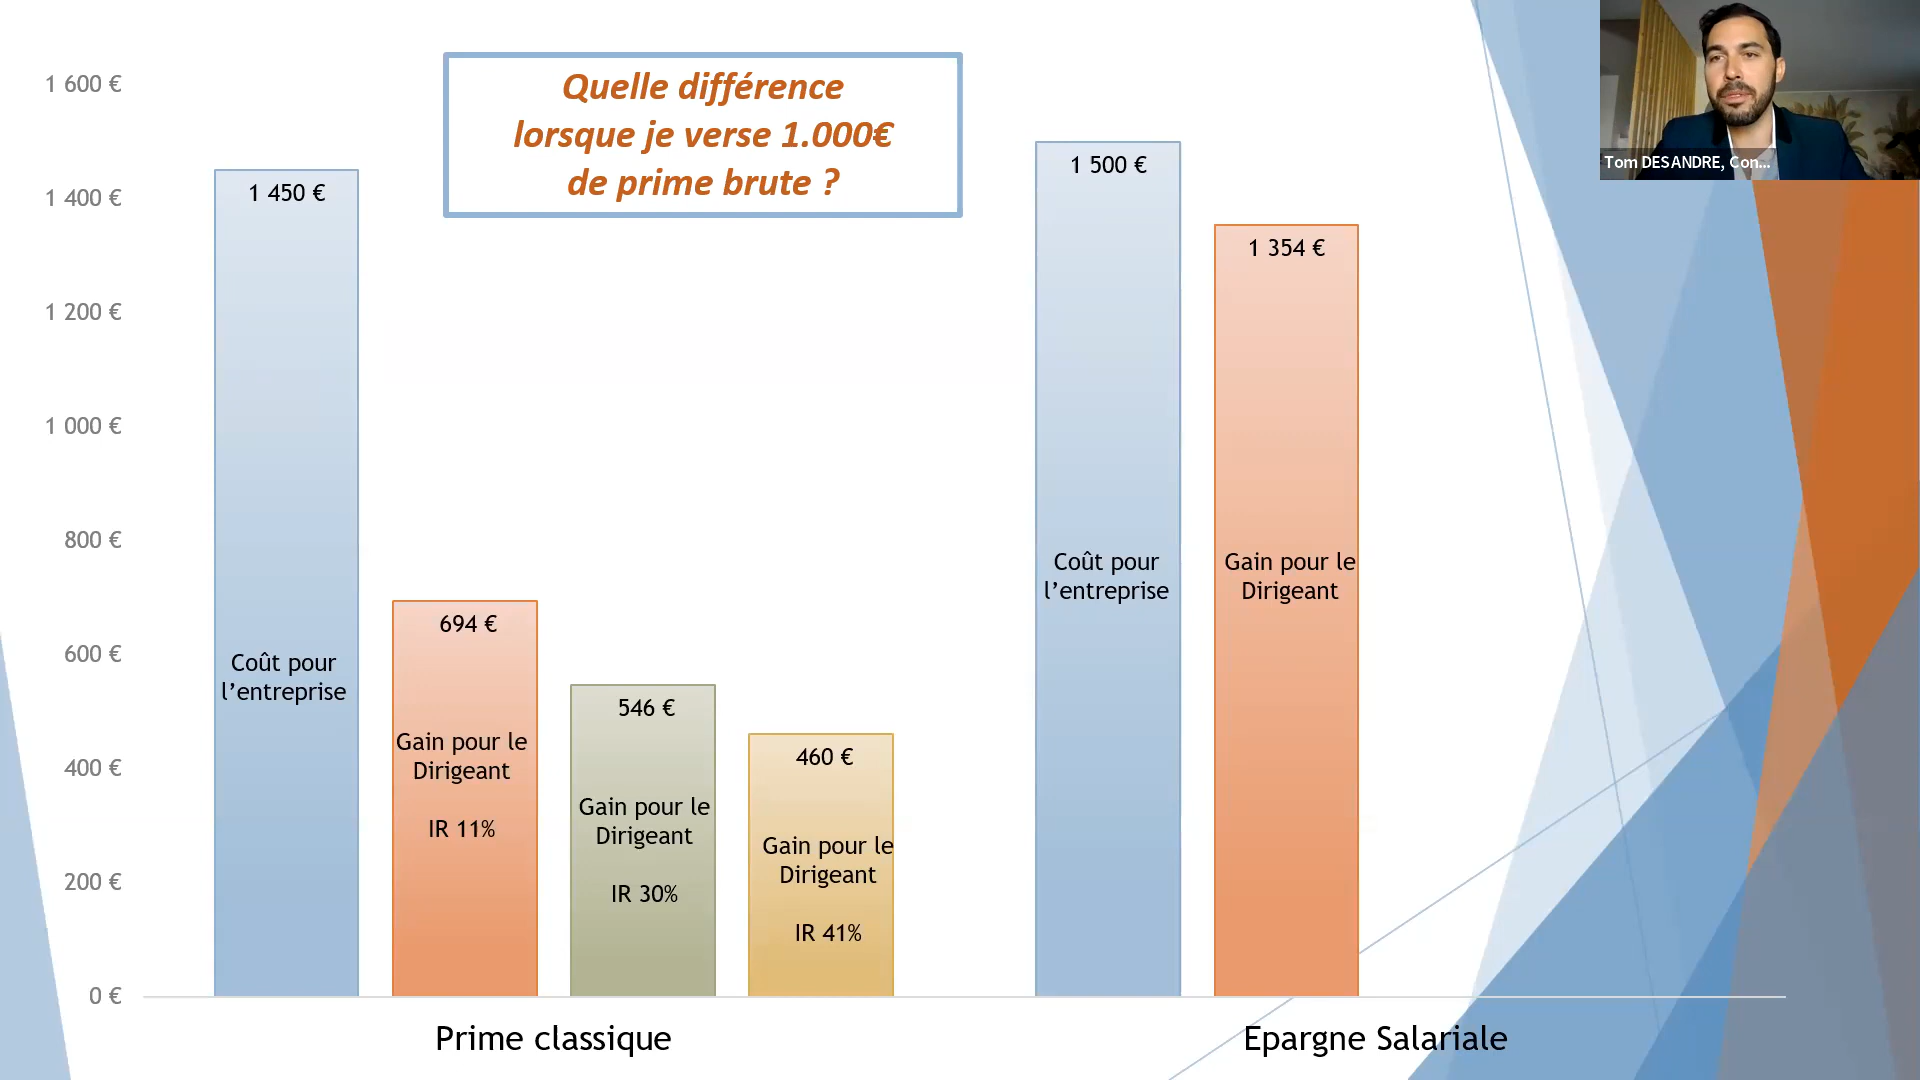 Quelle différence
lorsque je verse 1.000€
de prime brute ?
Tom DESANDRE, Con...
1 600 €
1 400 €
1 200 €
1 000 €
800 €
600 €
400 €
200 €
0 €
1 450 €
Coût pour
l’entreprise
694 €
Gain pour le
Dirigeant
IR 11%
546 €
Gain pour le
Dirigeant
IR 30%
460 €
Gain pour le
Dirigeant
IR 41%
1 500 €
Coût pour
l’entreprise
1 354 €
Gain pour le
Dirigeant
Prime classique
Epargne Salariale